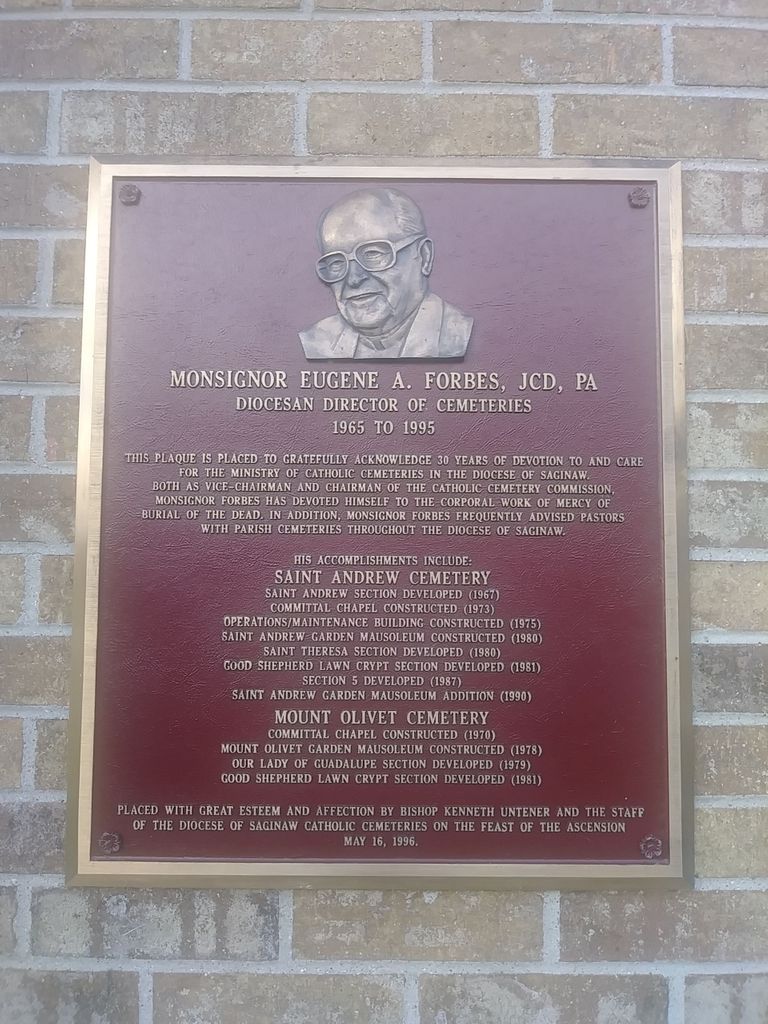 MONSIGNOR EUGENE A. FORBES, JCD, PA
DIOCESAN DIRECTOR OF CEMETERIES
1965 TO 1995
THIS PLAQUE IS PLACED TO GRATEFULLY ACKNOWLEDGE 30 YEARS OF DEVOTION TO AND CARE
FOR THE MINISTRY OF CATHOLIC CEMETERIES IN THE DIOCESE OF SAGINAW.
BOTH AS VICE-CHAIRMAN AND CHAIRMAN OF THE CATHOLIC CEMETERY COMMISSION,
MONSIGNOR FORBES HAS DEVOTED HIMSELF TO THE CORPORAL WORK OF MERCY OF
BURIAL OF THE DEAD. IN ADDITION, MONSIGNOR FORBES FREQUENTLY ADVISED PASTORS
WITH PARISH CEMETERIES THROUGHOUT THE DIOCESE OF SAGINAW.
HIS ACCOMPLISHMENTS INCLUDE:
SAINT ANDREW CEMETERY
SAINT ANDREW SECTION DEVELOPED (1967)
COMMITTAL CHAPEL CONSTRUCTED (1973)
OPERATIONS/MAINTENANCE BUILDING CONSTRUCTED (1975)
SAINT ANDREW GARDEN MAUSOLEUM CONSTRUCTED (1980)
SAINT THERESA SECTION DEVELOPED (1980)
GOOD SHEPHERD LAWN CRYPT SECTION DEVELOPED (1981)
SECTION 5 DEVELOPED (1987)
SAINT ANDREW GARDEN MAUSOLEUM ADDITION (1990)
MOUNT OLIVET CEMETERY
COMMITTAL CHAPEL CONSTRUCTED (1970)
MOUNT OLIVET GARDEN MAUSOLEUM CONSTRUCTED (1978)
OUR LADY OF GUADALUPE SECTION DEVELOPED (1979)
GOOD SHEPHERD LAWN CRYPT SECTION DEVELOPED (1981)
PLACED WITH GREAT ESTEEM AND AFFECTION BY BISHOP KENNETH UNTENER AND THE STAFF
OF THE DIOCESE OF SAGINAW CATHOLIC CEMETERIES ON THE FEAST OF THE ASCENSION
MAY 16, 1996.